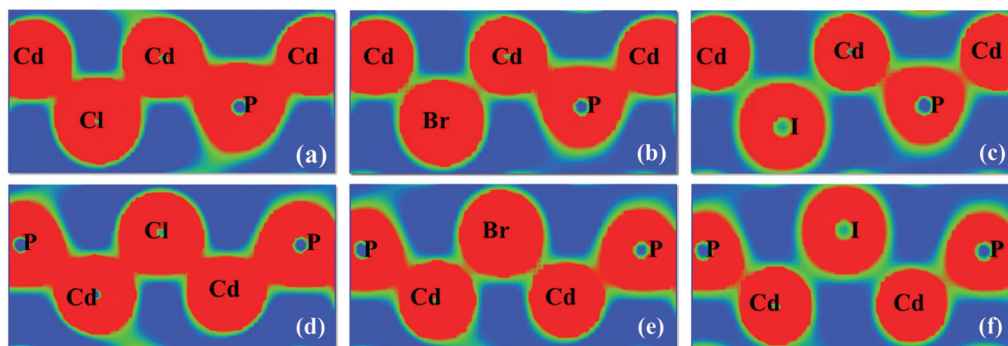 Cd Cd Cd
Cl P
(a)
Cd Cd Cd
Br P
(b)
Cd Cd Cd
I P
(c)
P Cl P
Cd Cd
(d)
P Br P
Cd Cd
(e)
P I P
Cd Cd
(f)